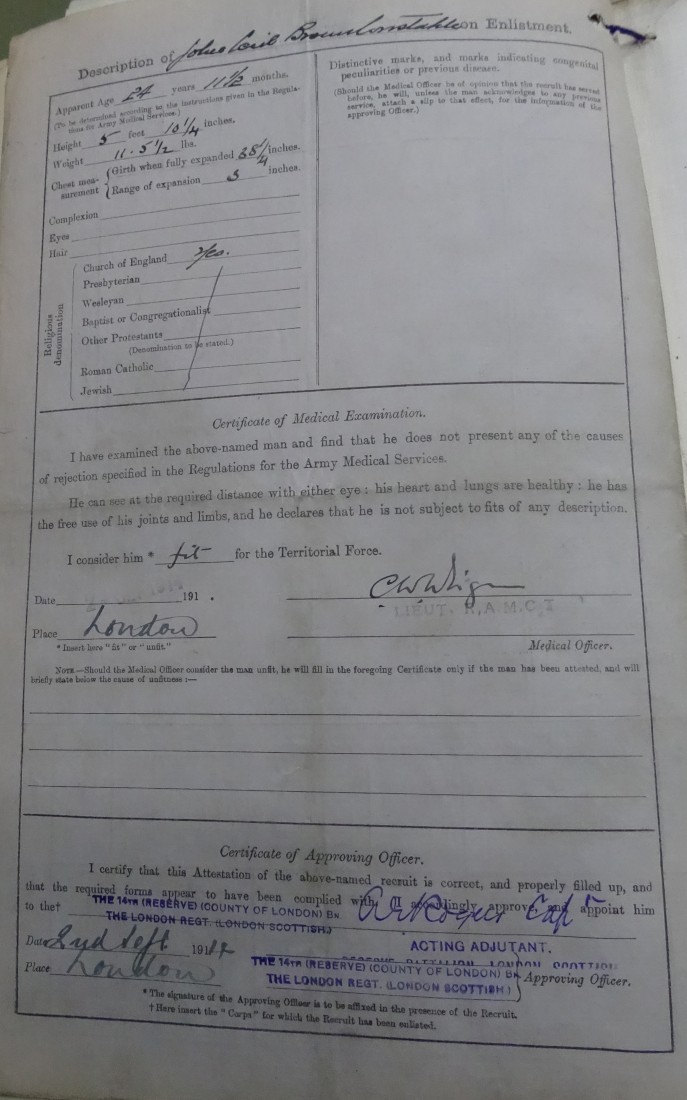 Description of John Cecil Brown Constable on Enlistment.
Apparent Age 24 years 11 1/2 months.
(To be determined according to the instructions given in the Regula-
tions for Army Medical Services.)
Height 5 feet 10 1/4 inches.
Weight 11 - 5 1/2 lbs.
Chest mea-
surement
Girth when fully expanded 38 1/4 inches.
Range of expansion 3 inches.
Complexion
Eyes
Hair
Religious
denomination
Church of England Yes.
Presbyterian
Wesleyan
Baptist or Congregationalist
Other Protestants
(Denomination to be stated.)
Roman Catholic
Jewish
Distinctive marks, and marks indicating congenital
peculiarities or previous disease.
(Should the Medical Officer be of opinion that the recruit has served
before, he will, unless the man acknowledges to any previous
service, attach a slip to that effect, for the information of the
approving Officer.)
Certificate of Medical Examination.
I have examined the above-named man and find that he does not present any of the causes
of rejection specified in the Regulations for the Army Medical Services.
He can see at the required distance with either eye : his heart and lungs are healthy : he has
the free use of his joints and limbs, and he declares that he is not subject to fits of any description.
I consider him * fit for the Territorial Force.
Date 191 .
LIEUT. R.A.M.C.T
Place London
* Insert here "fit" or "unfit."
Medical Officer.
NOTE.—Should the Medical Officer consider the man unfit, he will fill in the foregoing Certificate only if the man has been attested, and will
briefly state below the cause of unfitness :—
Certificate of Approving Officer.
I certify that this Attestation of the above-named recruit is correct, and properly filled up, and
that the required forms appear to have been complied with. I accordingly approve, and appoint him
to the† THE 14TH (RESERVE) (COUNTY OF LONDON) BN.
THE LONDON REGT. (LONDON SCOTTISH)
Capt
ACTING ADJUTANT.
RESERVE BATTALION, LONDON SCOTTISH
Date 2nd Sept 1914
Place London
THE 14TH (RESERVE) (COUNTY OF LONDON) BN
THE LONDON REGT. (LONDON SCOTTISH)
Approving Officer.
* The signature of the Approving Officer is to be affixed in the presence of the Recruit.
† Here insert the "Corps" for which the Recruit has been enlisted.